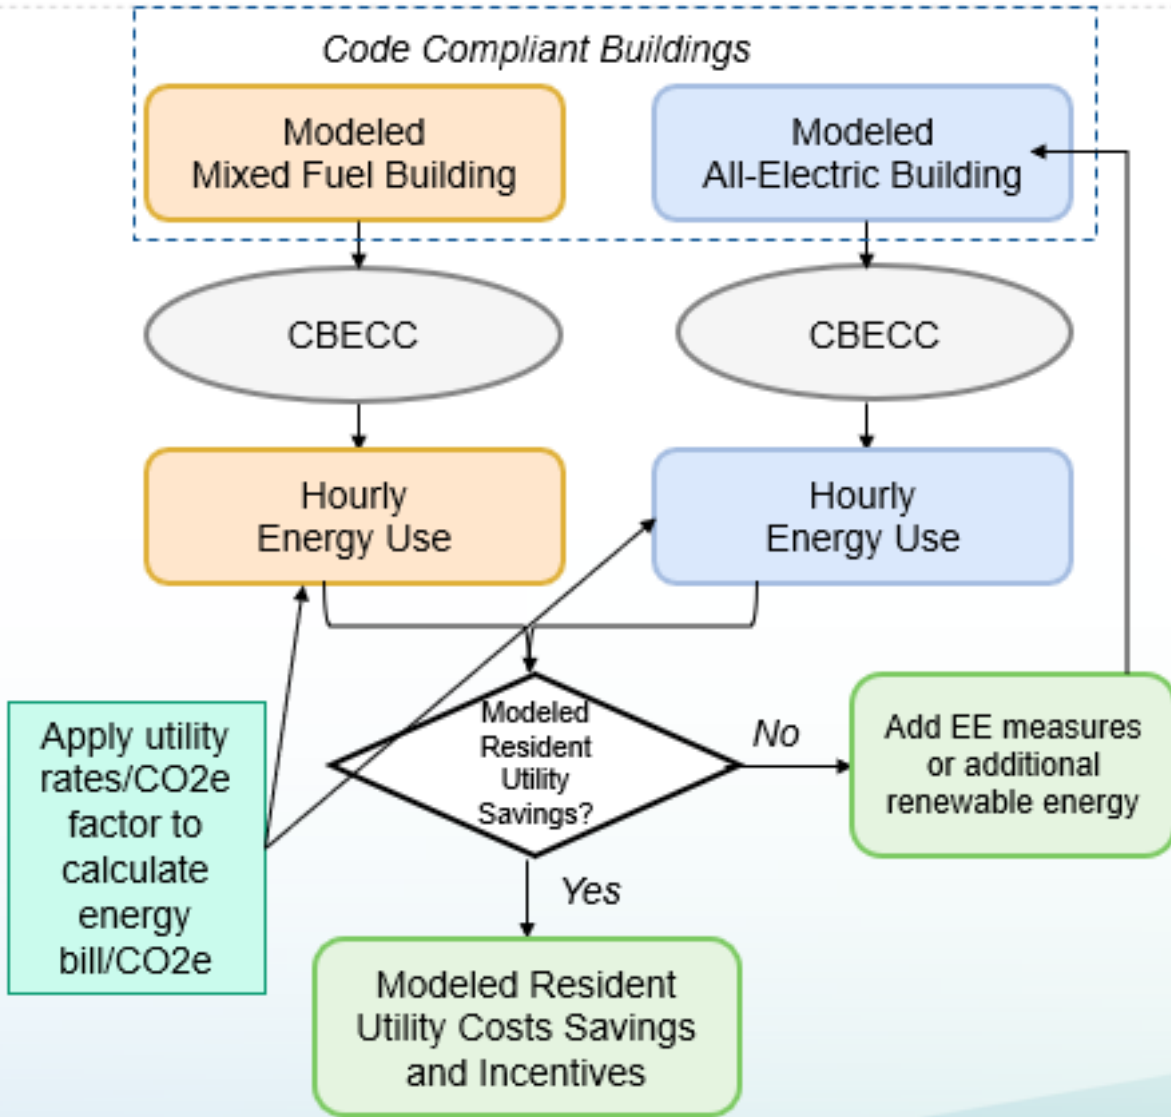 Code Compliant Buildings
Modeled
Mixed Fuel Building
Modeled
All-Electric Building
CBECC
CBECC
Hourly
Energy Use
Hourly
Energy Use
Apply utility
rates/CO2e
factor to
calculate
energy
bill/CO2e
Modeled
Resident
Utility
Savings?
No
Add EE measures
or additional
renewable energy
Yes
Modeled Resident
Utility Costs Savings
and Incentives